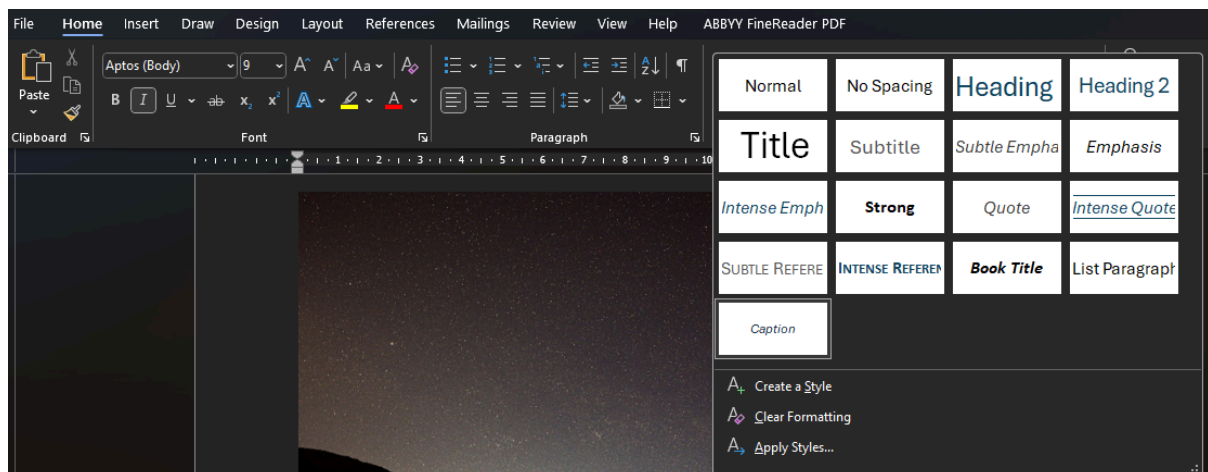 File Home Insert Draw Design Layout References Mailings Review View Help ABBYY FineReader PDF
Aptos (Body) 9 A^ Aˇ Aa A
Paste B I U ab x₂ x² A A
Clipboard Font Paragraph
1 2 3 4 5 6 7 8 9 10
Normal No Spacing Heading Heading 2
Title Subtitle Subtle Empha Emphasis
Intense Emph Strong Quote Intense Quote
SUBTLE REFERE INTENSE REFEREN Book Title List Paragraph
Caption
Create a Style
Clear Formatting
Apply Styles...